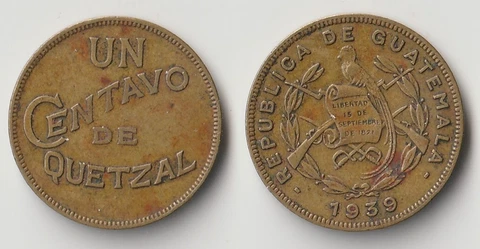 UN
CENTAVO
DE
QUETZAL
REPUBLICA DE GUATEMALA
LIBERTAD
15 DE
SEPTIEMBRE
DE 1821
1939